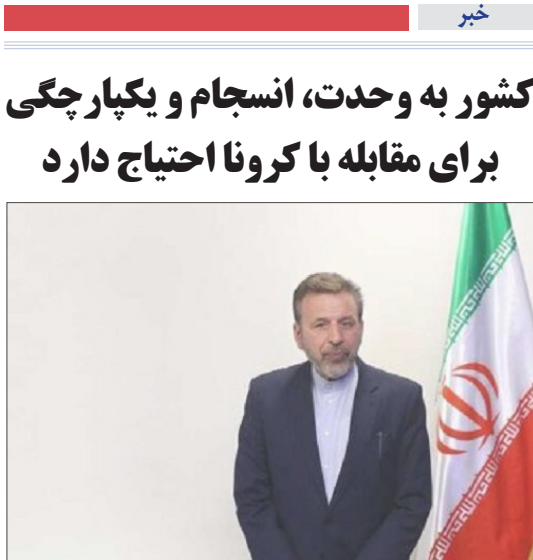 خبر
کشور به وحدت، انسجام و یکپارچگی
برای مقابله با کرونا احتیاج دارد